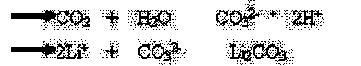 →CO₂ + H₂O CO₃²⁻ + 2H⁺
→2Li⁺ + CO₃²⁻ Li₂CO₃